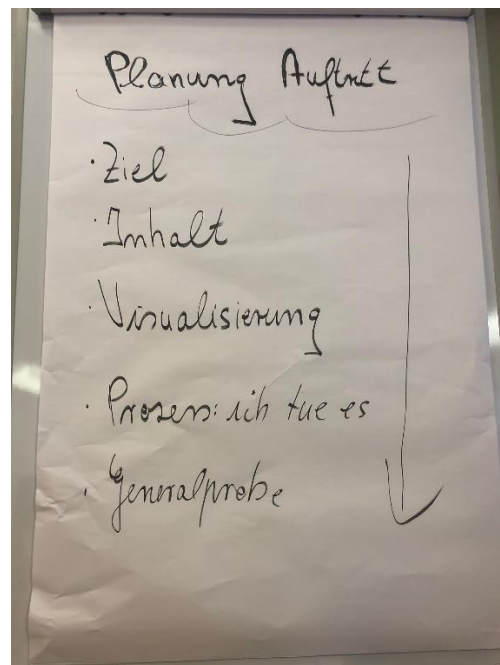 Planung Auftritt
· Ziel
· Inhalt
· Visualisierung
· Prozess: ich tue es
· Generalprobe